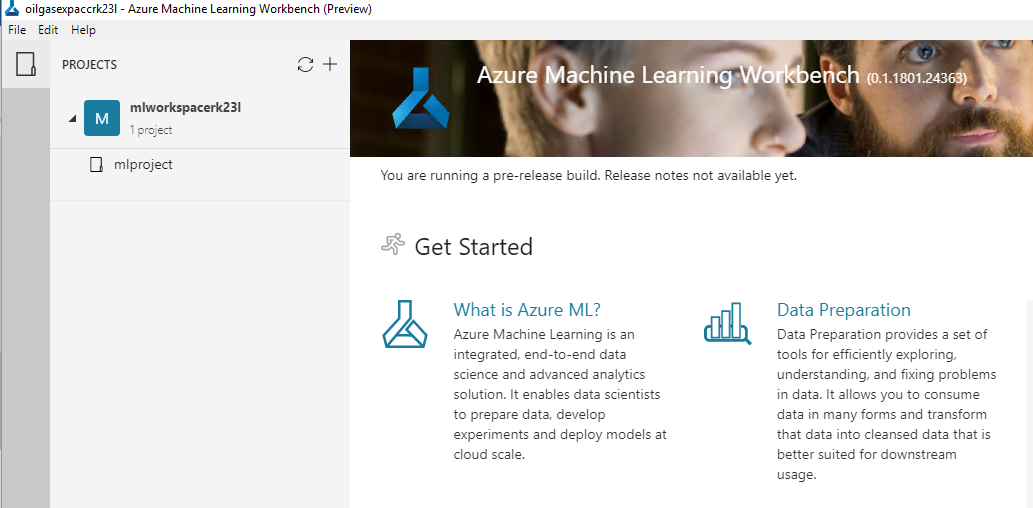 oilgasexpaccrk23l - Azure Machine Learning Workbench (Preview)
File Edit Help
PROJECTS
M
mlworkspacerk23l
1 project
mlproject
Azure Machine Learning Workbench (0.1.1801.24363)
You are running a pre-release build. Release notes not available yet.
Get Started
What is Azure ML?
Azure Machine Learning is an
integrated, end-to-end data
science and advanced analytics
solution. It enables data scientists
to prepare data, develop
experiments and deploy models at
cloud scale.
Data Preparation
Data Preparation provides a set of
tools for efficiently exploring,
understanding, and fixing problems
in data. It allows you to consume
data in many forms and transform
that data into cleansed data that is
better suited for downstream
usage.